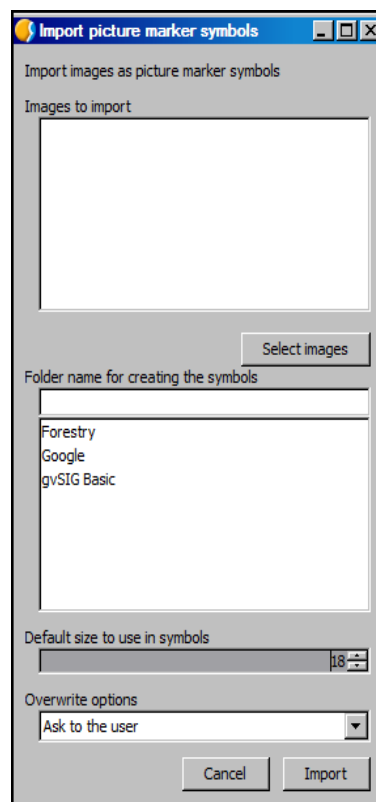 Import picture marker symbols
Import images as picture marker symbols
Images to import
Select images
Folder name for creating the symbols
Forestry
Google
gvSIG Basic
Default size to use in symbols
18
Overwrite options
Ask to the user
Cancel Import